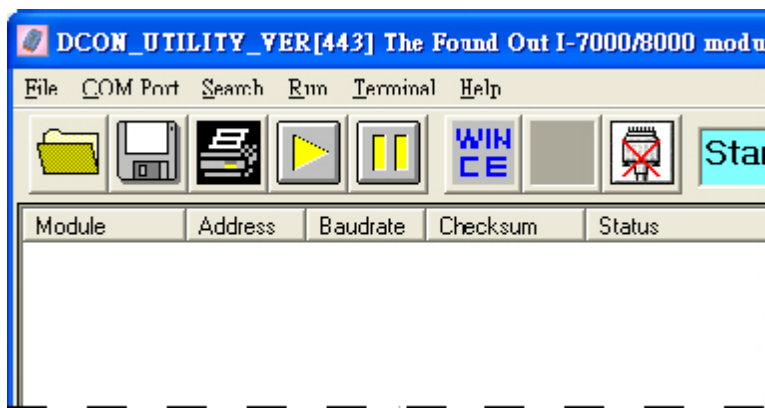 DCON_UTILITY_VER[443] The Found Out I-7000/8000 modu
File COM Port Search Run Terminal Help
WIN
CE
Star
Module Address Baudrate Checksum Status